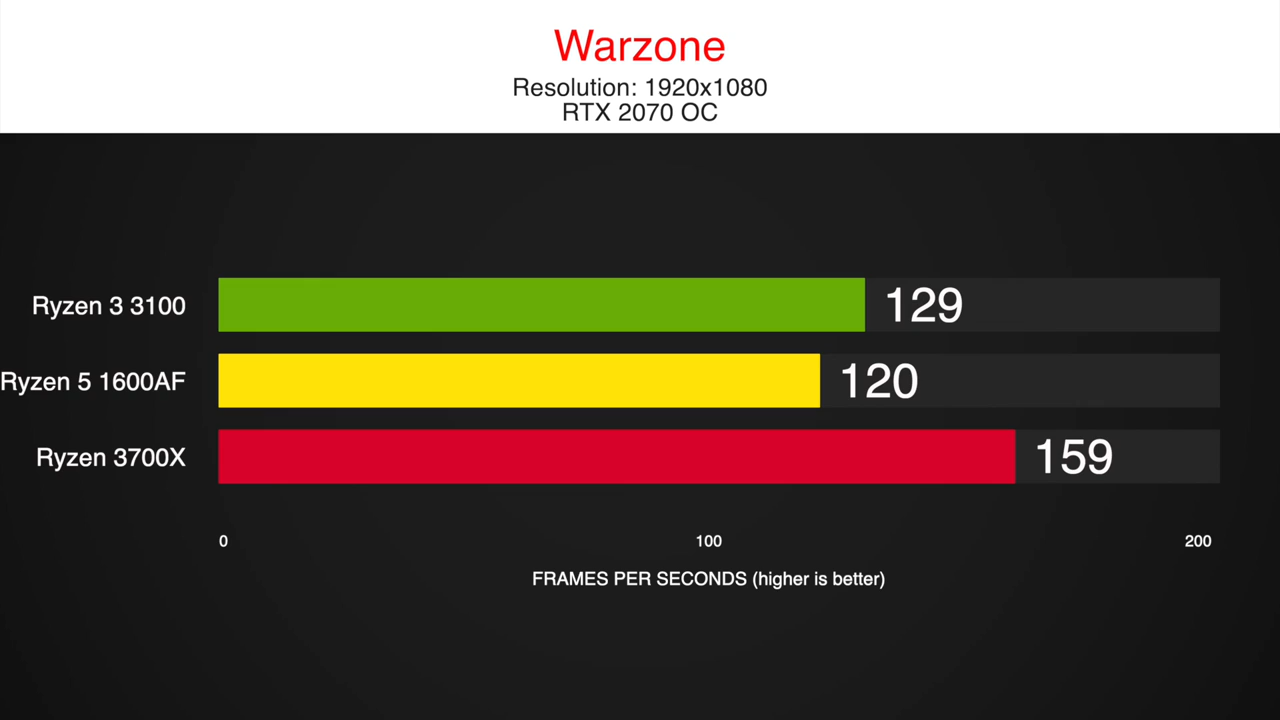 Warzone
Resolution: 1920x1080
RTX 2070 OC
Ryzen 3 3100 129
Ryzen 5 1600AF 120
Ryzen 3700X 159
0 100 200
FRAMES PER SECONDS (higher is better)